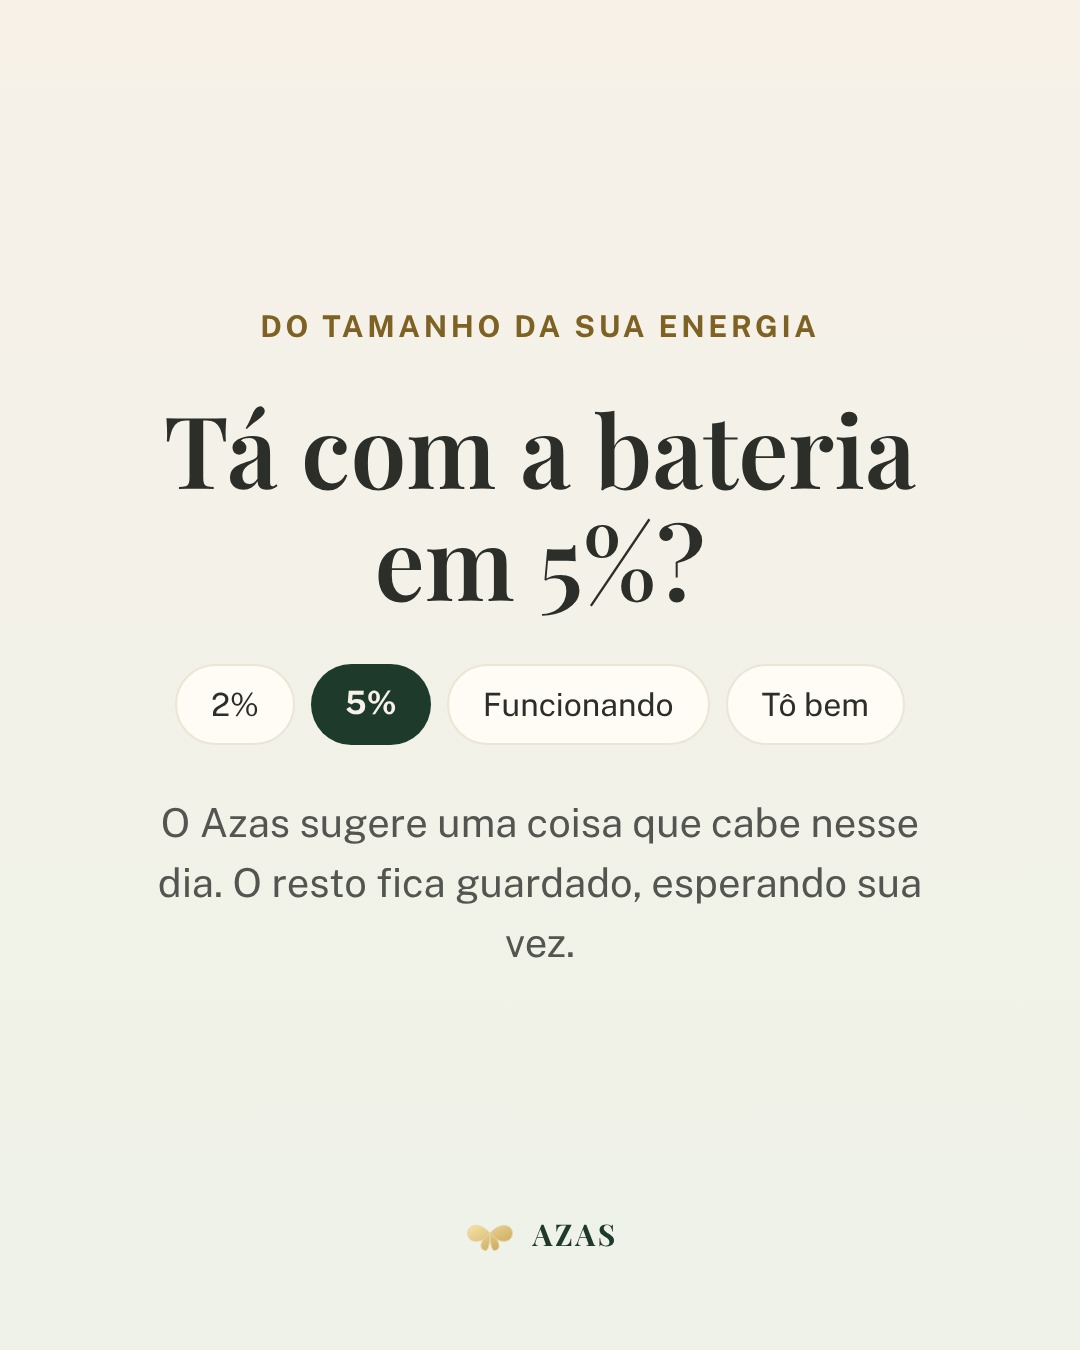 DO TAMANHO DA SUA ENERGIA
Tá com a bateria
em 5%?
2% 5% Funcionando Tô bem
O Azas sugere uma coisa que cabe nesse
dia. O resto fica guardado, esperando sua
vez.
AZAS